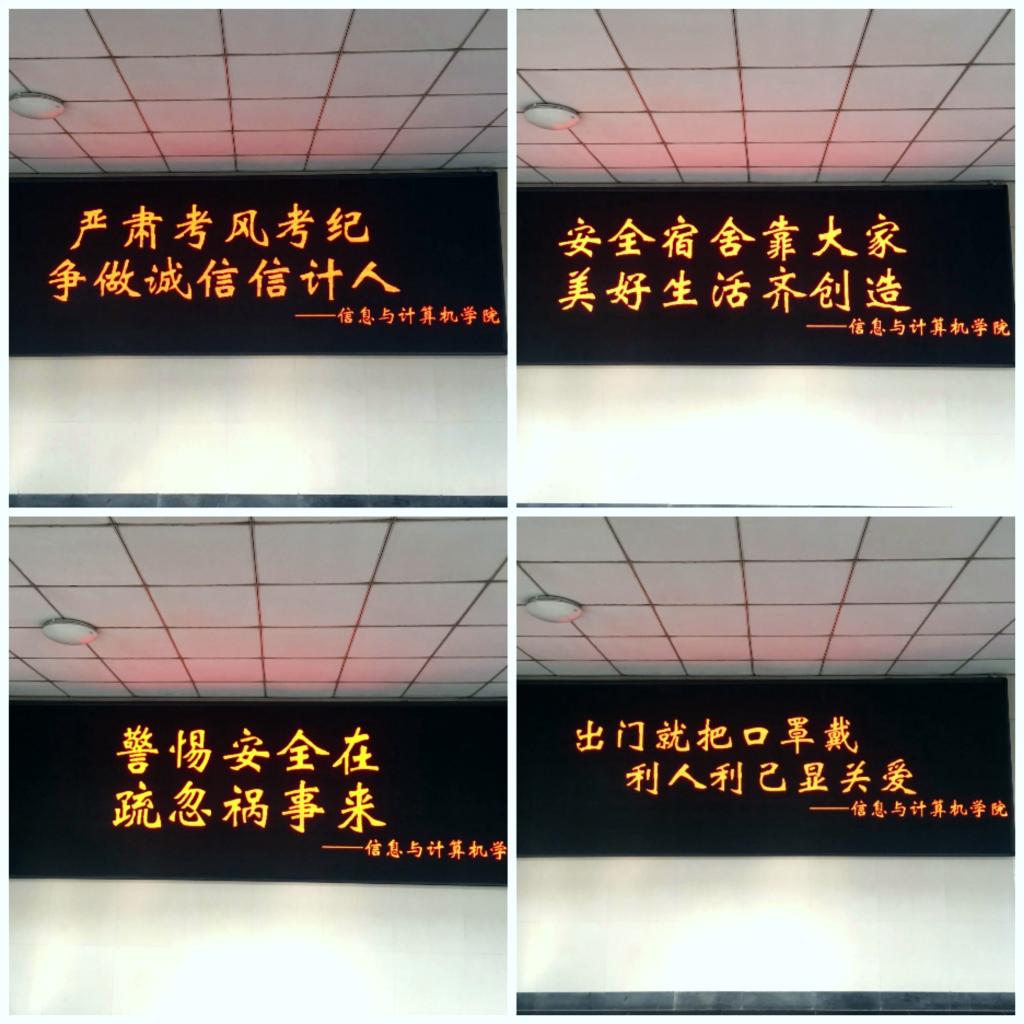 严肃考风考纪
争做诚信信计人
——信息与计算机学院
安全宿舍靠大家
美好生活齐创造
——信息与计算机学院
警惕安全在
疏忽祸事来
——信息与计算机学
出门就把口罩戴
利人利己显关爱
——信息与计算机学院